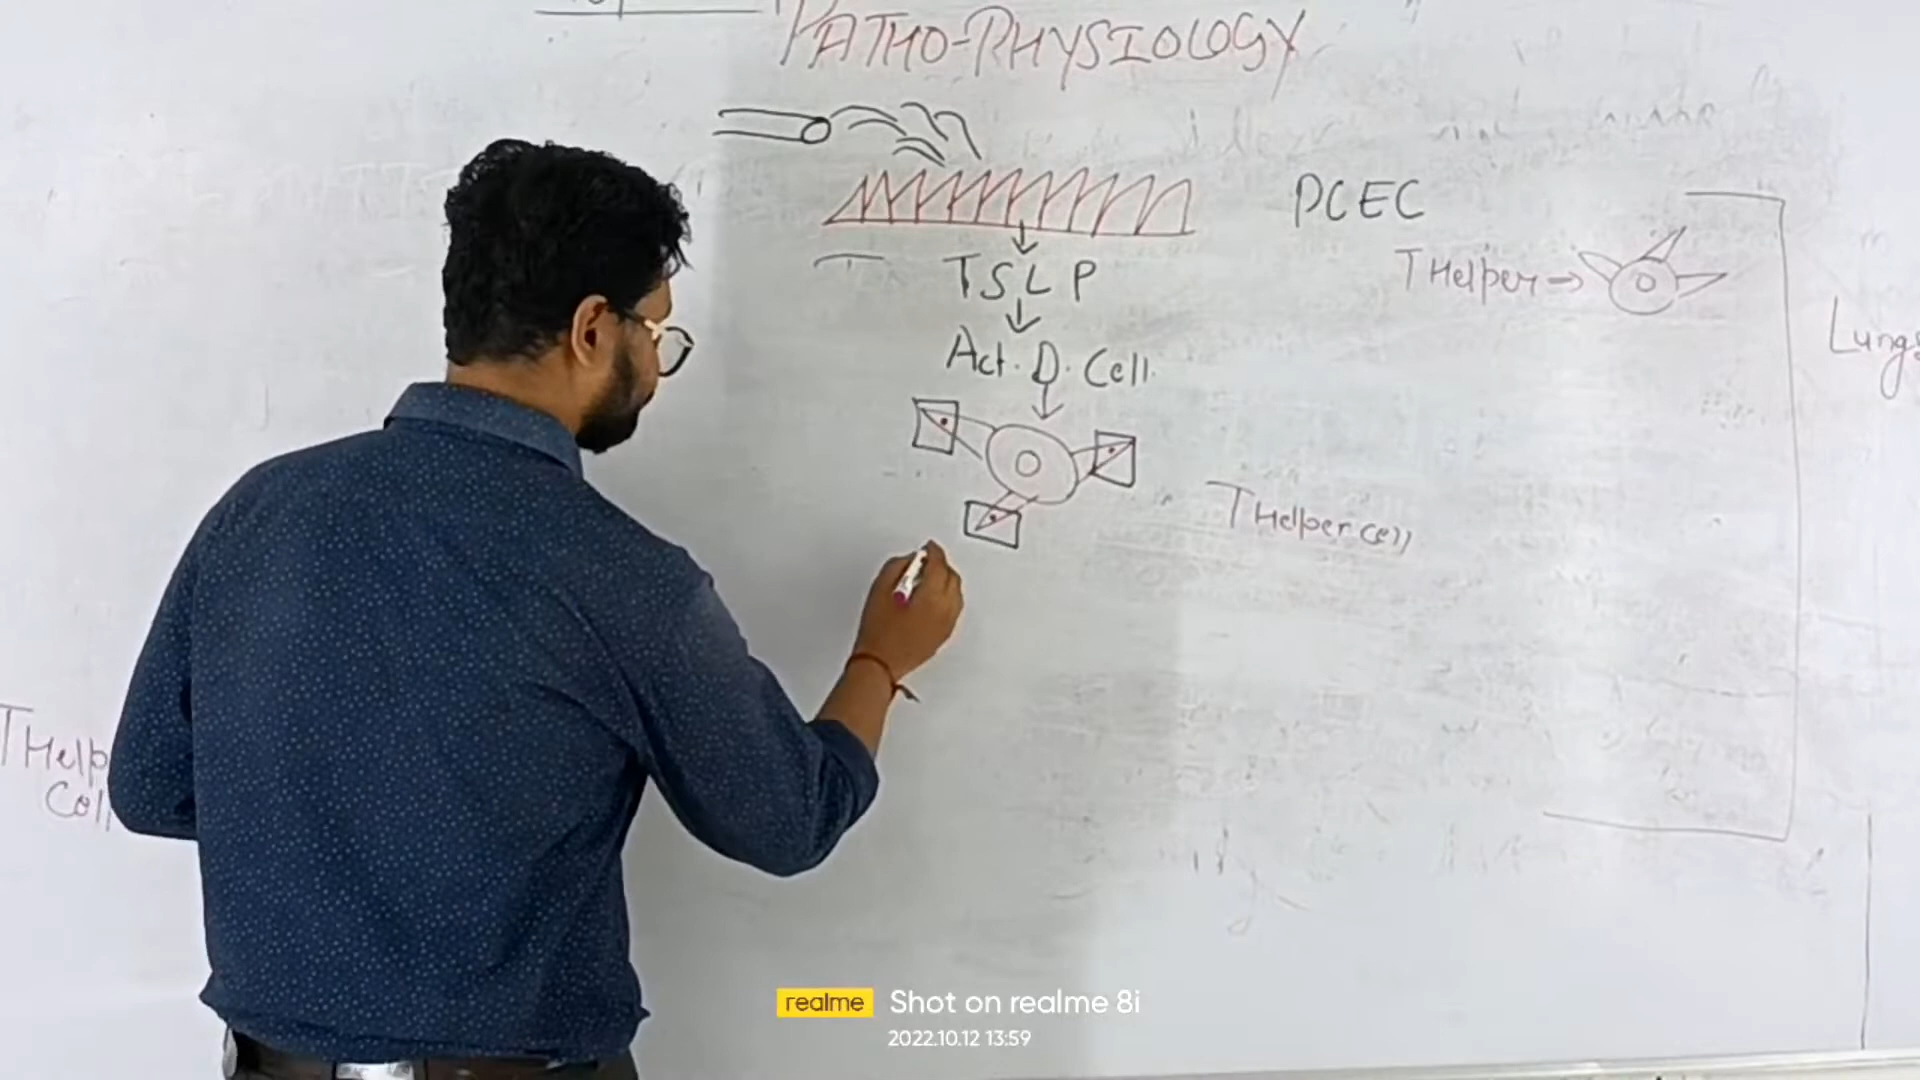 PATHO-PHYSIOLOGY
PCEC
T Helper →
TSLP
Lungs
Act. D. Cell.
T Helper cell
T Help
Cell
realme Shot on realme 8i
2022.10.12 13:59